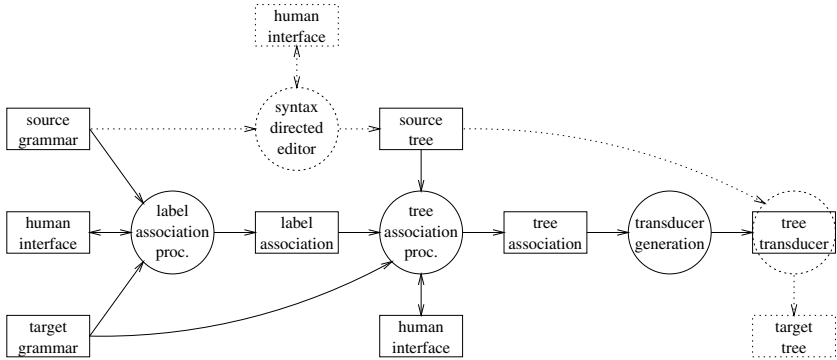 human
interface
syntax
directed
editor
source
grammar
source
tree
human
interface
label
association
proc.
label
association
tree
association
proc.
tree
association
transducer
generation
tree
transducer
target
grammar
human
interface
target
tree